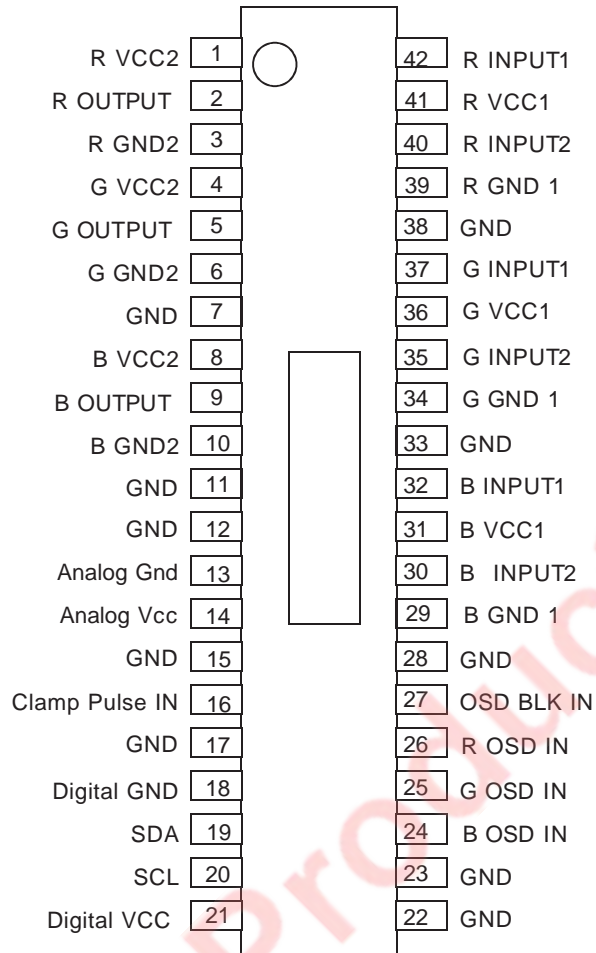 R VCC2 1 42 R INPUT1
R OUTPUT 2 41 R VCC1
R GND2 3 40 R INPUT2
G VCC2 4 39 R GND 1
G OUTPUT 5 38 GND
G GND2 6 37 G INPUT1
GND 7 36 G VCC1
B VCC2 8 35 G INPUT2
B OUTPUT 9 34 G GND 1
B GND2 10 33 GND
GND 11 32 B INPUT1
GND 12 31 B VCC1
Analog Gnd 13 30 B INPUT2
Analog Vcc 14 29 B GND 1
GND 15 28 GND
Clamp Pulse IN 16 27 OSD BLK IN
GND 17 26 R OSD IN
Digital GND 18 25 G OSD IN
SDA 19 24 B OSD IN
SCL 20 23 GND
Digital VCC 21 22 GND